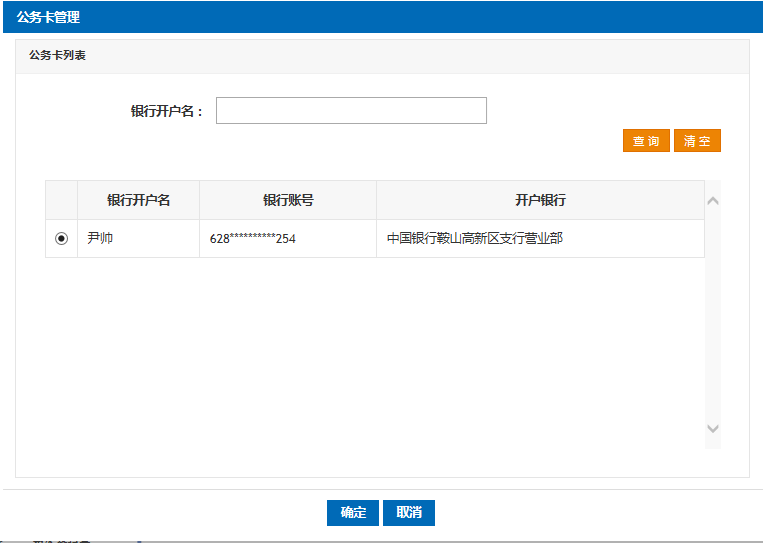 公务卡管理
公务卡列表
银行开户名：
查 询 清 空
银行开户名 银行账号 开户银行
尹帅 628**********254 中国银行鞍山高新区支行营业部
确定 取消